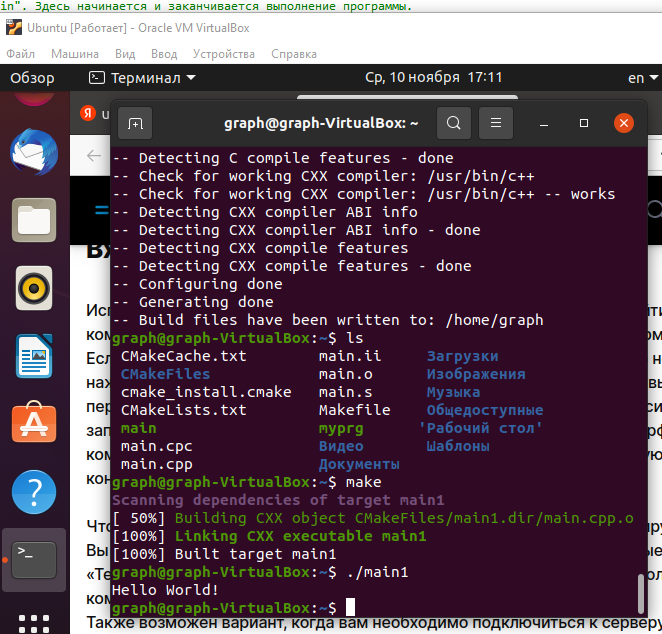 in". Здесь начинается и заканчивается выполнение программы.
Ubuntu [Работает] - Oracle VM VirtualBox
Файл Машина Вид Ввод Устройства Справка
Обзор Терминал Ср, 10 ноября 17:11 en
graph@graph-VirtualBox: ~
-- Detecting C compile features - done
-- Check for working CXX compiler: /usr/bin/c++
-- Check for working CXX compiler: /usr/bin/c++ -- works
-- Detecting CXX compiler ABI info
-- Detecting CXX compiler ABI info - done
-- Detecting CXX compile features
-- Detecting CXX compile features - done
-- Configuring done
-- Generating done
-- Build files have been written to: /home/graph
graph@graph-VirtualBox:~$ ls
CMakeCache.txt main.ii Загрузки
CMakeFiles main.o Изображения
cmake_install.cmake main.s Музыка
CMakeLists.txt Makefile Общедоступные
main myprg 'Рабочий стол'
main.cpc Видео Шаблоны
main.cpp Документы
graph@graph-VirtualBox:~$ make
Scanning dependencies of target main1
[ 50%] Building CXX object CMakeFiles/main1.dir/main.cpp.o
[100%] Linking CXX executable main1
[100%] Built target main1
graph@graph-VirtualBox:~$ ./main1
Hello World!
graph@graph-VirtualBox:~$
Также возможен вариант, когда вам необходимо подключиться к серверу